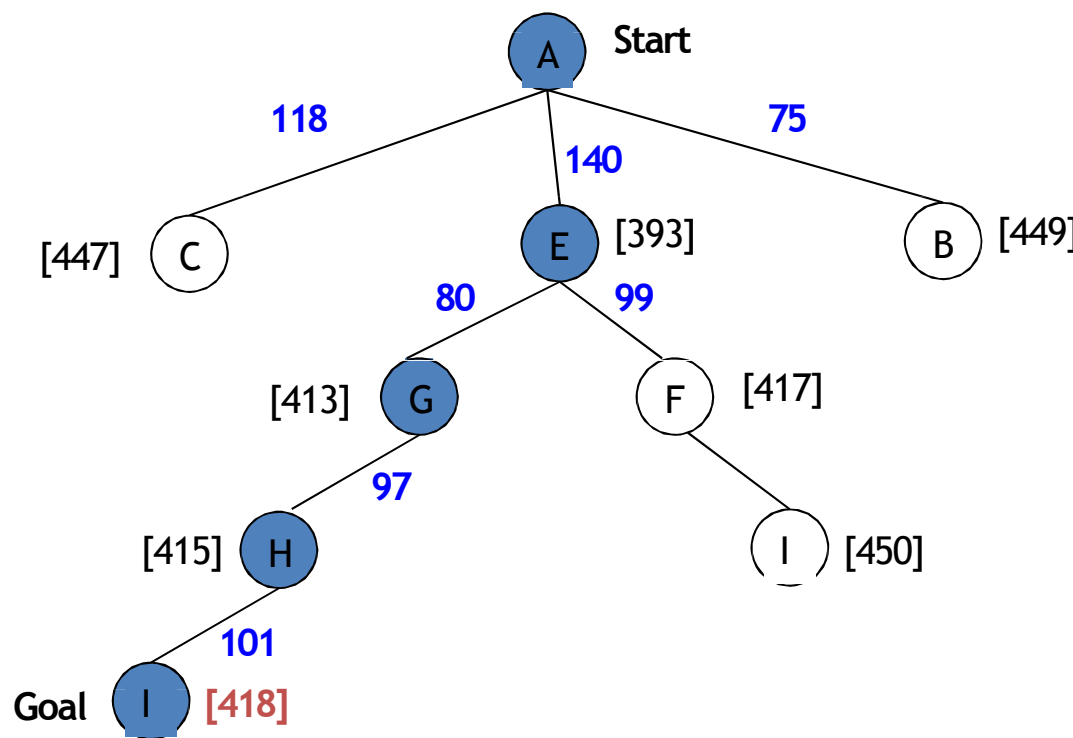 A Start
118
75
140
[447] C
E [393]
B [449]
80
99
[413] G
F [417]
97
[415] H
I [450]
101
Goal I [418]